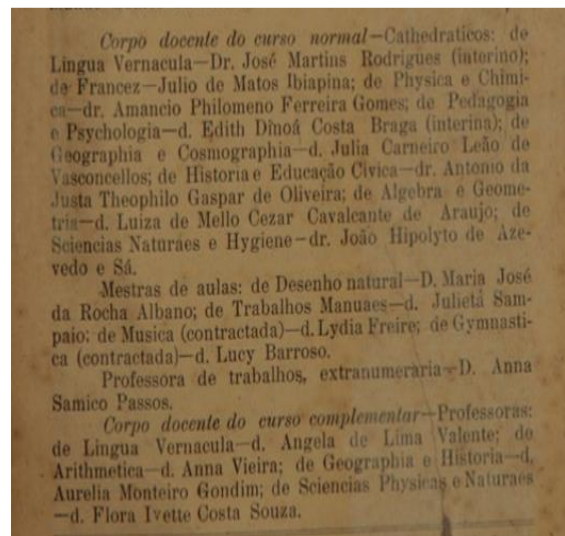 Corpo docente do curso normal—Cathedraticos: de
Lingua Vernacula—Dr. José Martins Rodrigues (interino);
de Francez—Julio de Matos Ibiapina; de Physica e Chimi-
ca—dr. Amancio Philomeno Ferreira Gomes; de Pedagogia
e Psychologia—d. Edith Dinoá Costa Braga (interina); de
Geographia e Cosmographia—d. Julia Carneiro Leão de
Vasconcellos; de Historia e Educação Civica—dr. Antonio da
Justa Theophilo Gaspar de Oliveira; de Algebra e Geome-
tria—d. Luiza de Mello Cezar Cavalcante de Araujo; de
Sciencias Naturaes e Hygiene—dr. João Hipolyto de Aze-
vedo e Sá.
Mestras de aulas: de Desenho natural—D. Maria José
da Rocha Albano; de Trabalhos Manuaes—d. Julieta Sam-
paio; de Musica (contractada)—d. Lydia Freire; de Gymnasti-
ca (contractada)—d. Lucy Barroso.
Professora de trabalhos, extranumeraria—D. Anna
Samico Passos.
Corpo docente do curso complementar—Professoras:
de Lingua Vernacula—d. Angela de Lima Valente; de
Arithmetica—d. Anna Vieira; de Geographia e Historia—d.
Aurelia Monteiro Gondim; de Sciencias Physicas e Naturaes
—d. Flora Ivette Costa Souza.